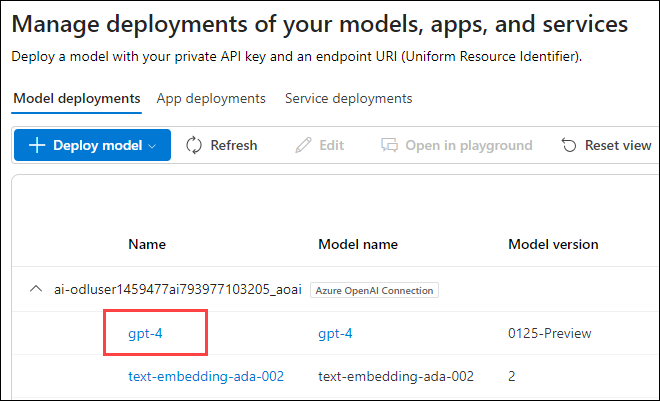 Manage deployments of your models, apps, and services
Deploy a model with your private API key and an endpoint URI (Uniform Resource Identifier).
Model deployments App deployments Service deployments
Deploy model Refresh Edit Open in playground Reset view
Name Model name Model version
ai-odluser1459477ai793977103205_aoai Azure OpenAI Connection
gpt-4 gpt-4 0125-Preview
text-embedding-ada-002 text-embedding-ada-002 2